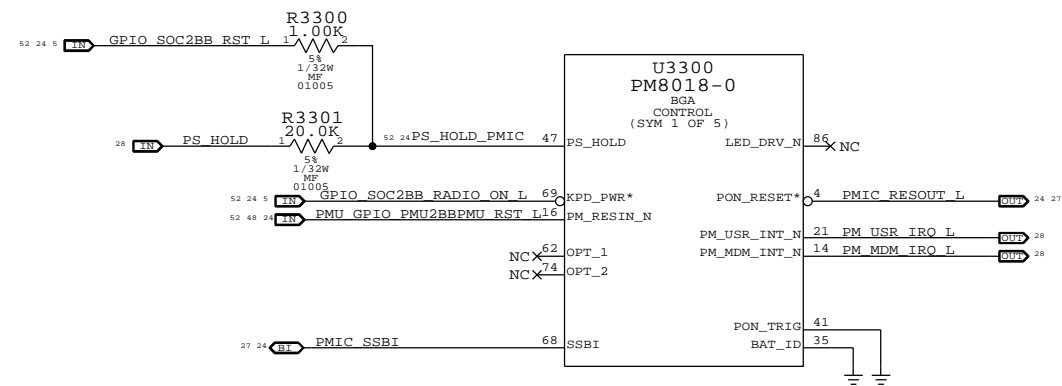 R3300
1.00K
52 24 5 IN GPIO_SOC2BB_RST_L 1 2
5%
1/32W
MF
01005
R3301
20.0K
28 IN PS_HOLD 1 2
5%
1/32W
MF
01005
52 24 PS_HOLD_PMIC 47 PS_HOLD
52 24 5 IN GPIO_SOC2BB_RADIO_ON_L 69 KPD_PWR*
52 48 24 IN PMU_GPIO_PMU2BBPMU_RST_L 16 PM_RESIN_N
NC 62 OPT_1
NC 74 OPT_2
27 24 BI PMIC_SSBI 68 SSBI
U3300
PM8018-0
BGA
CONTROL
(SYM 1 OF 5)
LED_DRV_N 86 NC
PON_RESET* 4 PMIC_RESOUT_L OUT 24 27
PM_USR_INT_N 21 PM_USR_IRQ_L OUT 28
PM_MDM_INT_N 14 PM_MDM_IRQ_L OUT 28
PON_TRIG 41
BAT_ID 35